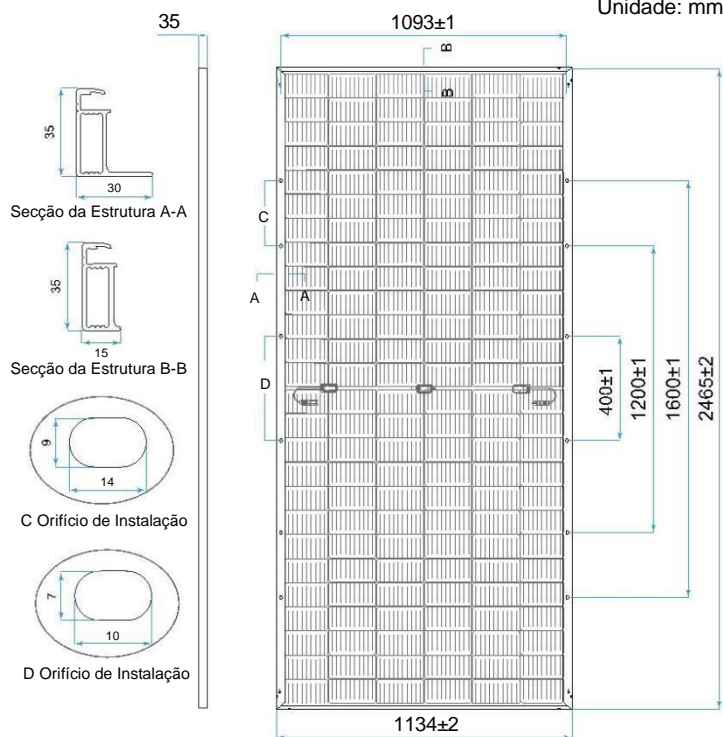 Unidade: mm
35
1093±1
B
B
35
30
Secção da Estrutura A-A
C
A
A
35
15
Secção da Estrutura B-B
D
400±1
1200±1
1600±1
2465±2
9
14
C Orifício de Instalação
7
10
D Orifício de Instalação
1134±2